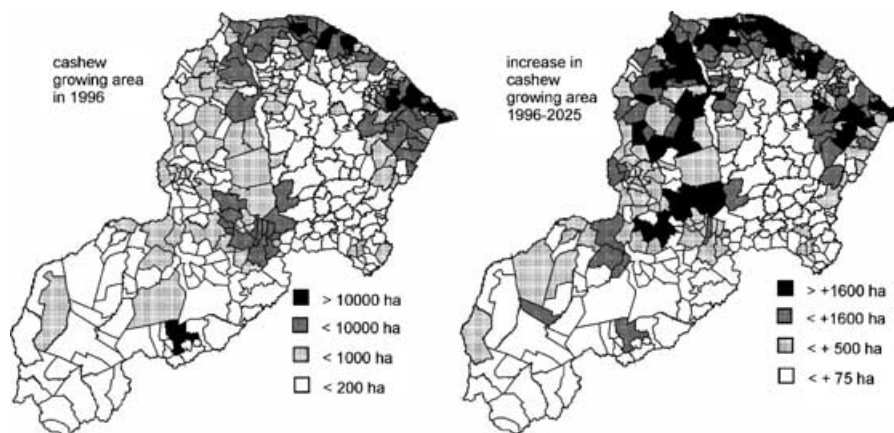 cashew
growing area
in 1996
> 10000 ha
< 10000 ha
< 1000 ha
< 200 ha
increase in
cashew
growing area
1996-2025
> +1600 ha
< +1600 ha
< + 500 ha
< + 75 ha